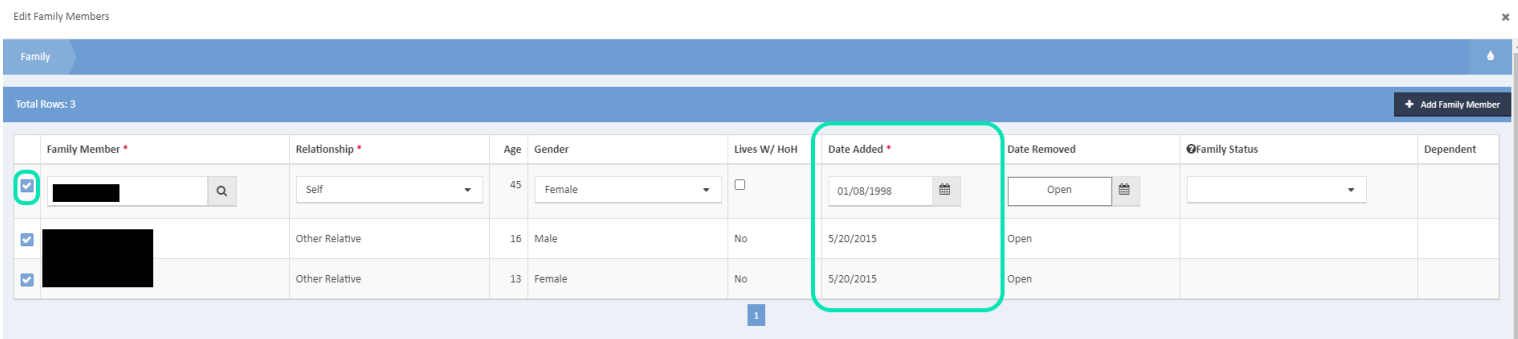 Edit Family Members
Family
Total Rows: 3
+ Add Family Member
Family Member * Relationship * Age Gender Lives W/ HoH Date Added * Date Removed Family Status Dependent
Self 45 Female 01/08/1998 Open
Other Relative 16 Male No 5/20/2015 Open
Other Relative 13 Female No 5/20/2015 Open
1